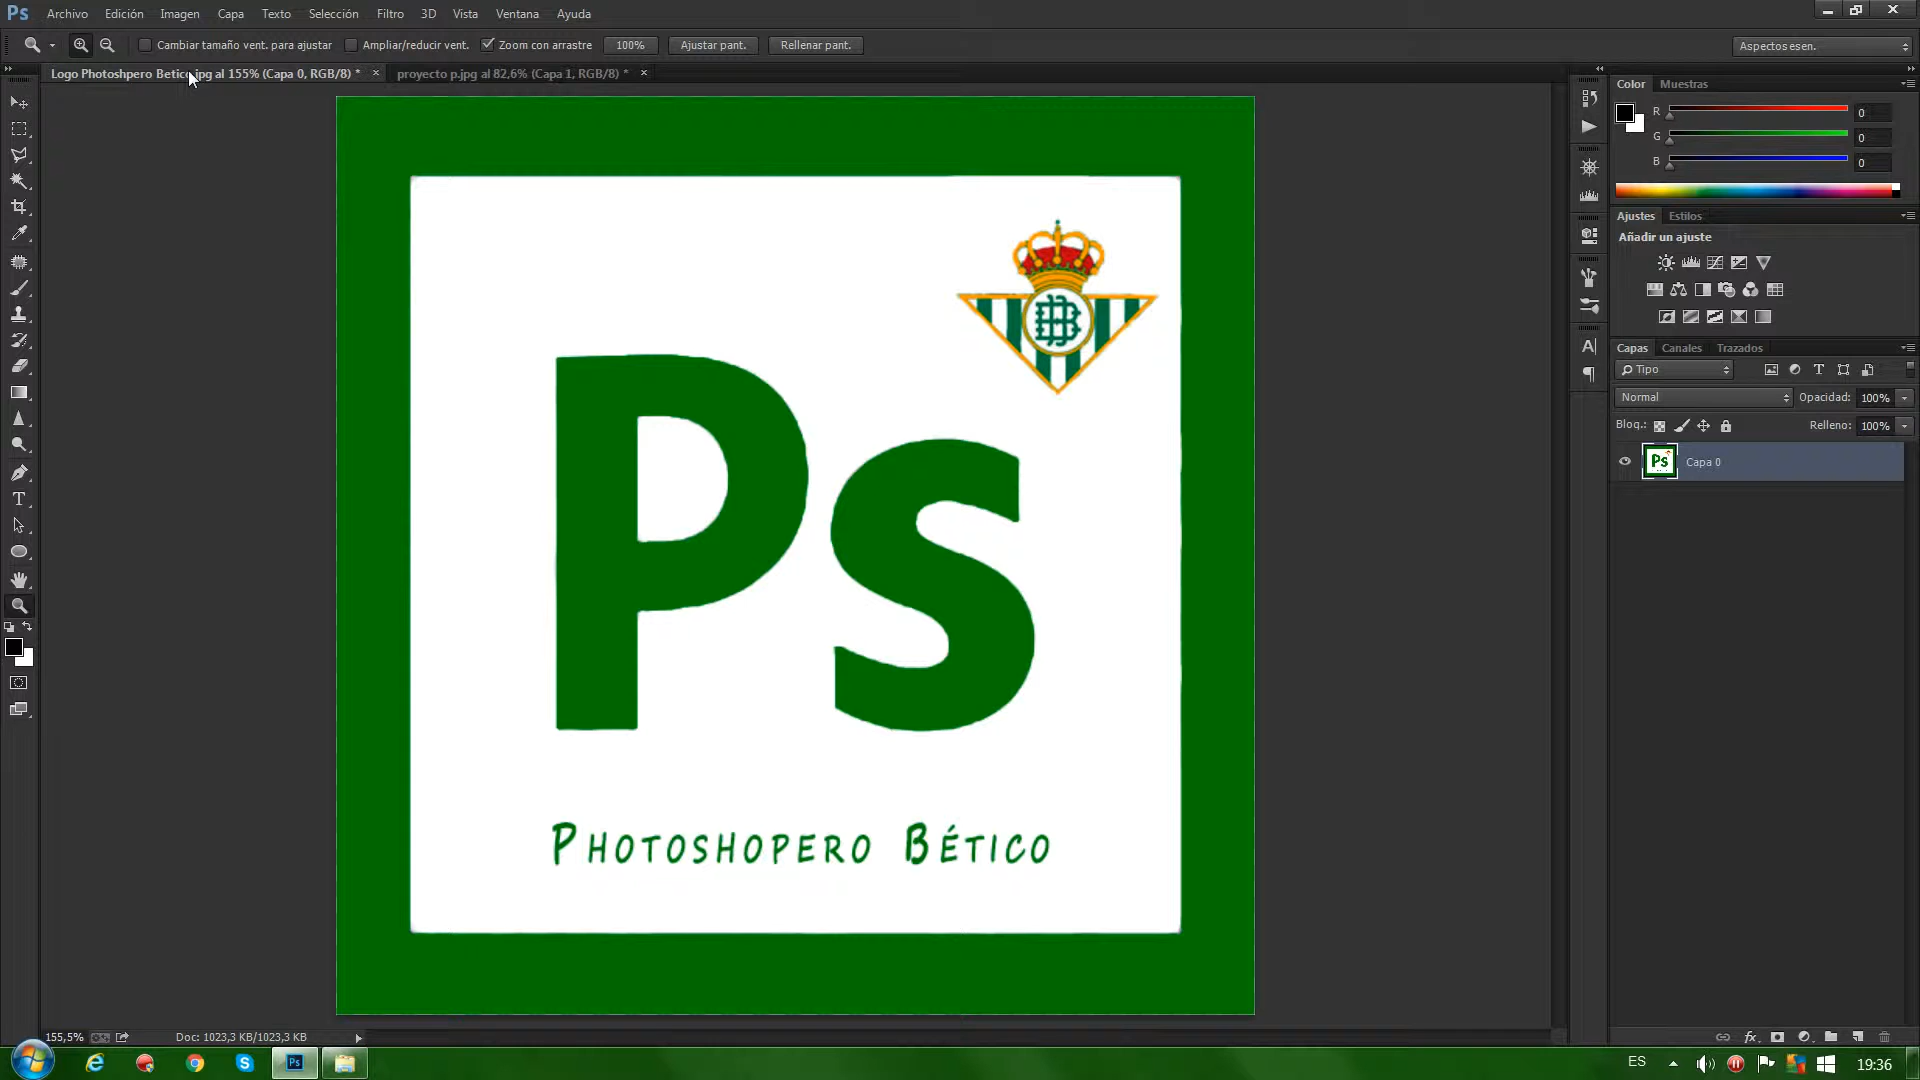 Ps Archivo Edición Imagen Capa Texto Selección Filtro 3D Vista Ventana Ayuda
Cambiar tamaño vent. para ajustar Ampliar/reducir vent. Zoom con arrastre 100% Ajustar pant. Rellenar pant. Aspectos esen.
Logo Photoshpero Betico.jpg al 155% (Capa 0, RGB/8) * × proyecto p.jpg al 82,6% (Capa 1, RGB/8) * ×
Color Muestras
R 0
G 0
B 0
Ajustes Estilos
Añadir un ajuste
Capas Canales Trazados
Tipo
Normal Opacidad: 100%
Bloq.: Relleno: 100%
Ps Capa 0
Ps
Photoshopero Bético
155,5% Doc: 1023,3 KB/1023,3 KB
Ps ES 19:36